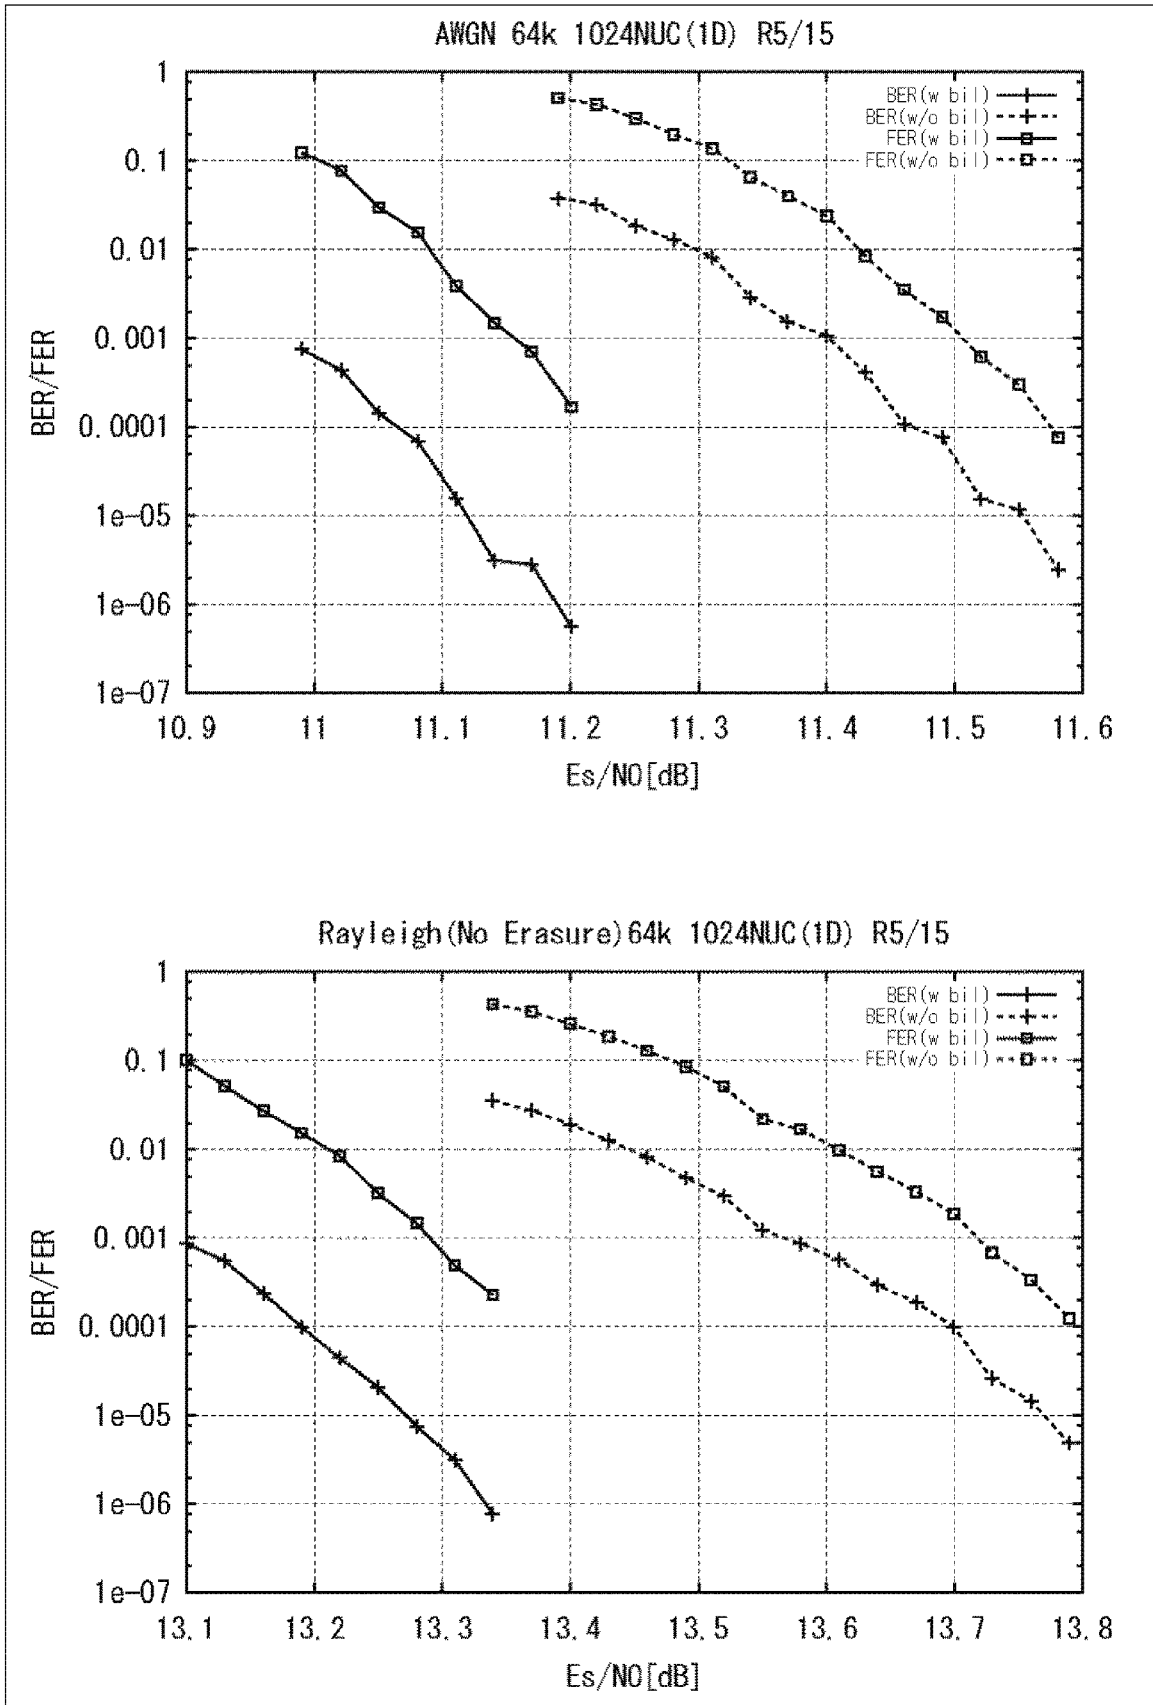 AWGN 64k 1024NUC(1D) R5/15
BER(w bil)
BER(w/o bil)
FER(w bil)
FER(w/o bil)
1
0.1
0.01
0.001
0.0001
1e-05
1e-06
1e-07
BER/FER
10.9 11 11.1 11.2 11.3 11.4 11.5 11.6
Es/N0[dB]
Rayleigh(No Erasure)64k 1024NUC(1D) R5/15
BER(w bil)
BER(w/o bil)
FER(w bil)
FER(w/o bil)
1
0.1
0.01
0.001
0.0001
1e-05
1e-06
1e-07
BER/FER
13.1 13.2 13.3 13.4 13.5 13.6 13.7 13.8
Es/N0[dB]